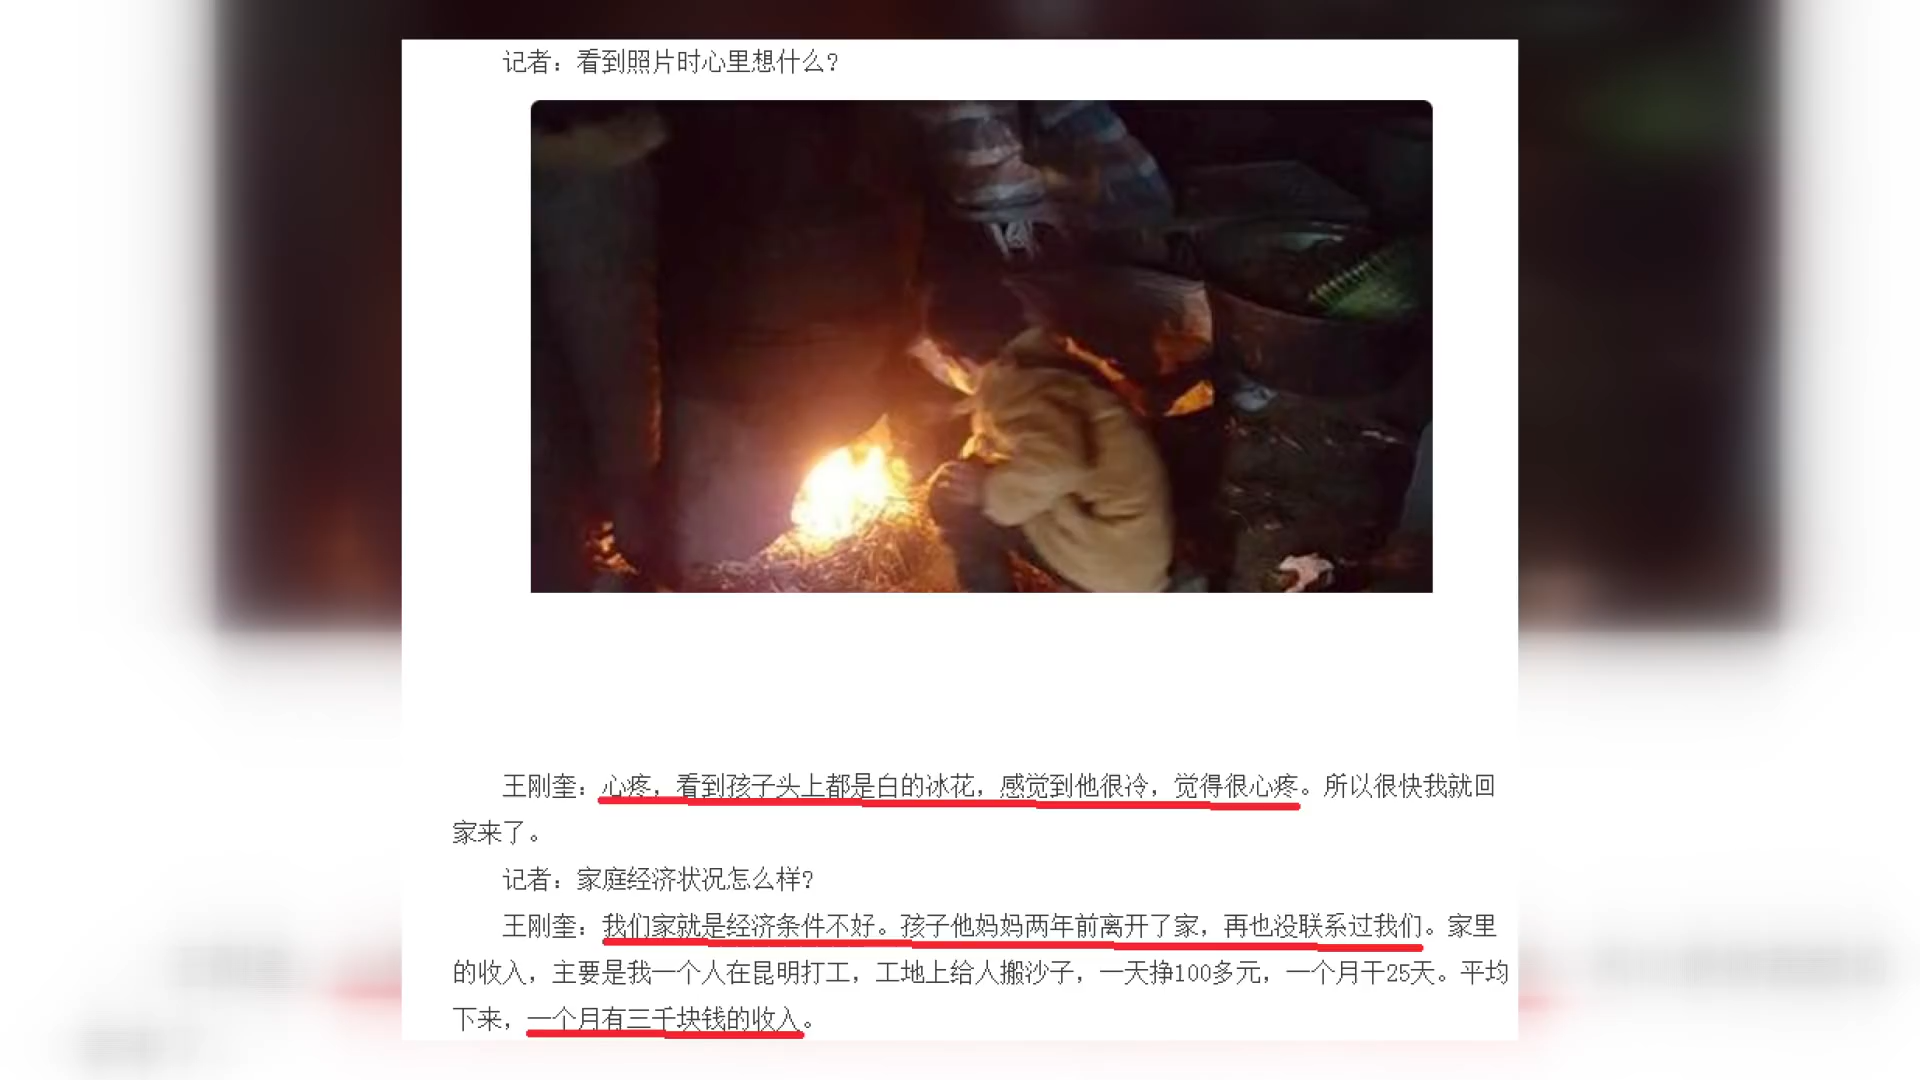 记者：看到照片时心里想什么?
王刚奎：心疼，看到孩子头上都是白的冰花，感觉到他很冷，觉得很心疼。所以很快我就回
家来了。
记者：家庭经济状况怎么样?
王刚奎：我们家就是经济条件不好。孩子他妈妈两年前离开了家，再也没联系过我们。家里
的收入，主要是我一个人在昆明打工，工地上给人搬沙子，一天挣100多元，一个月干25天。平均
下来，一个月有三千块钱的收入。